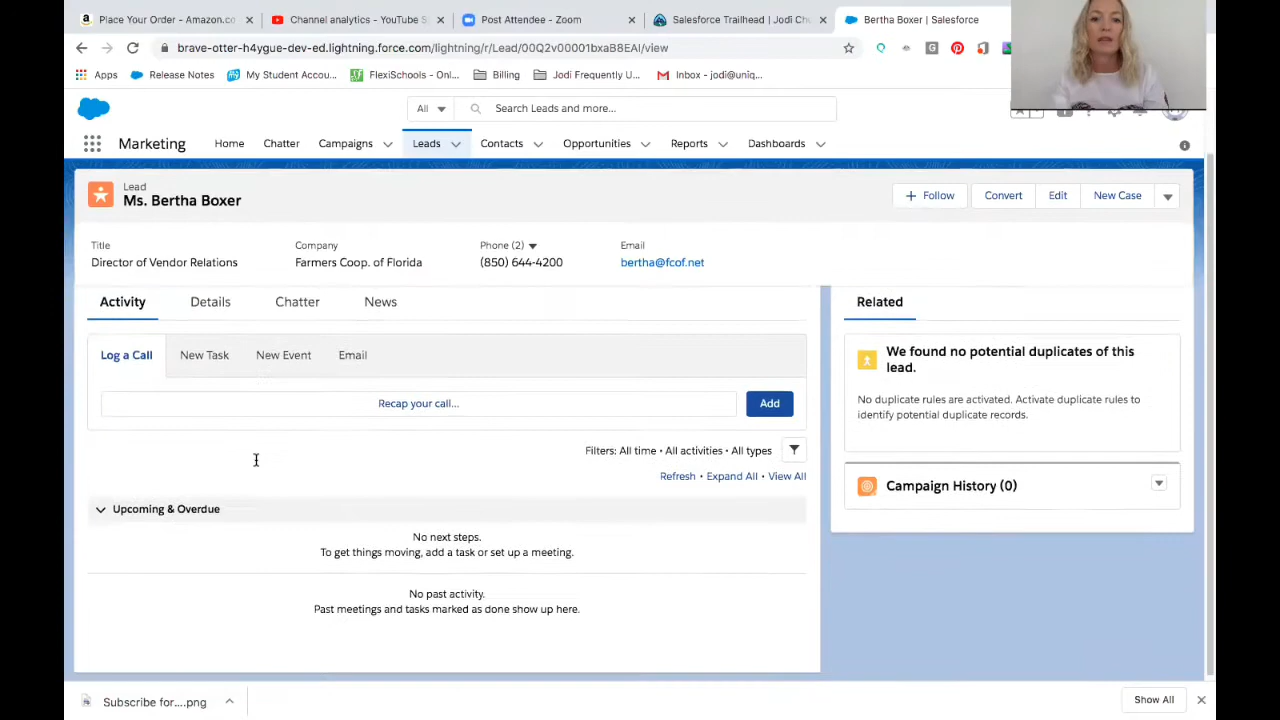 Place Your Order - Amazon.co
Channel analytics - YouTube S
Post Attendee - Zoom
Salesforce Trailhead | Jodi Ch
Bertha Boxer | Salesforce
brave-otter-h4ygue-dev-ed.lightning.force.com/lightning/r/Lead/00Q2v00001bxaB8EAI/view
Apps
Release Notes
My Student Accou...
FlexiSchools - Onl...
Billing
Jodi Frequently U...
Inbox - jodi@uniq...
All
Search Leads and more...
Marketing
Home
Chatter
Campaigns
Leads
Contacts
Opportunities
Reports
Dashboards
Lead
Ms. Bertha Boxer
+ Follow
Convert
Edit
New Case
Title
Company
Phone (2)
Email
Director of Vendor Relations
Farmers Coop. of Florida
(850) 644-4200
bertha@fcof.net
Activity
Details
Chatter
News
Log a Call
New Task
New Event
Email
Recap your call...
Add
Filters: All time • All activities • All types
Refresh • Expand All • View All
Upcoming & Overdue
No next steps.
To get things moving, add a task or set up a meeting.
No past activity.
Past meetings and tasks marked as done show up here.
Related
We found no potential duplicates of this
lead.
No duplicate rules are activated. Activate duplicate rules to
identify potential duplicate records.
Campaign History (0)
Subscribe for....png
Show All